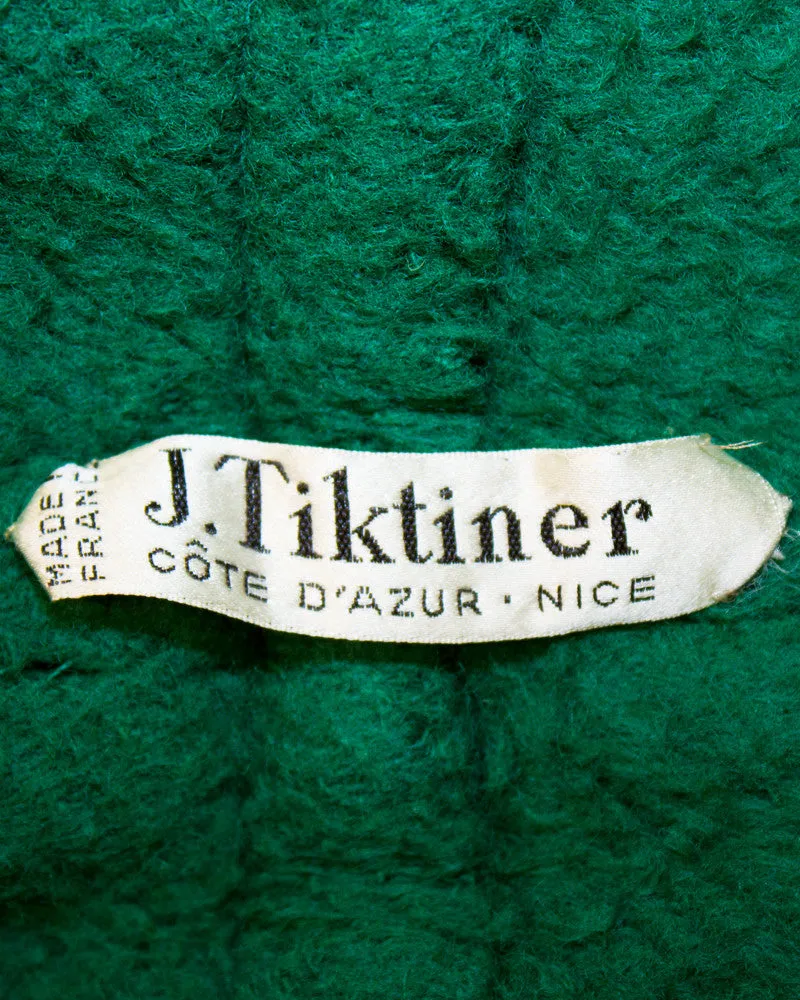 MADE
FRANC
J.Tiktiner
CÔTE D'AZUR · NICE